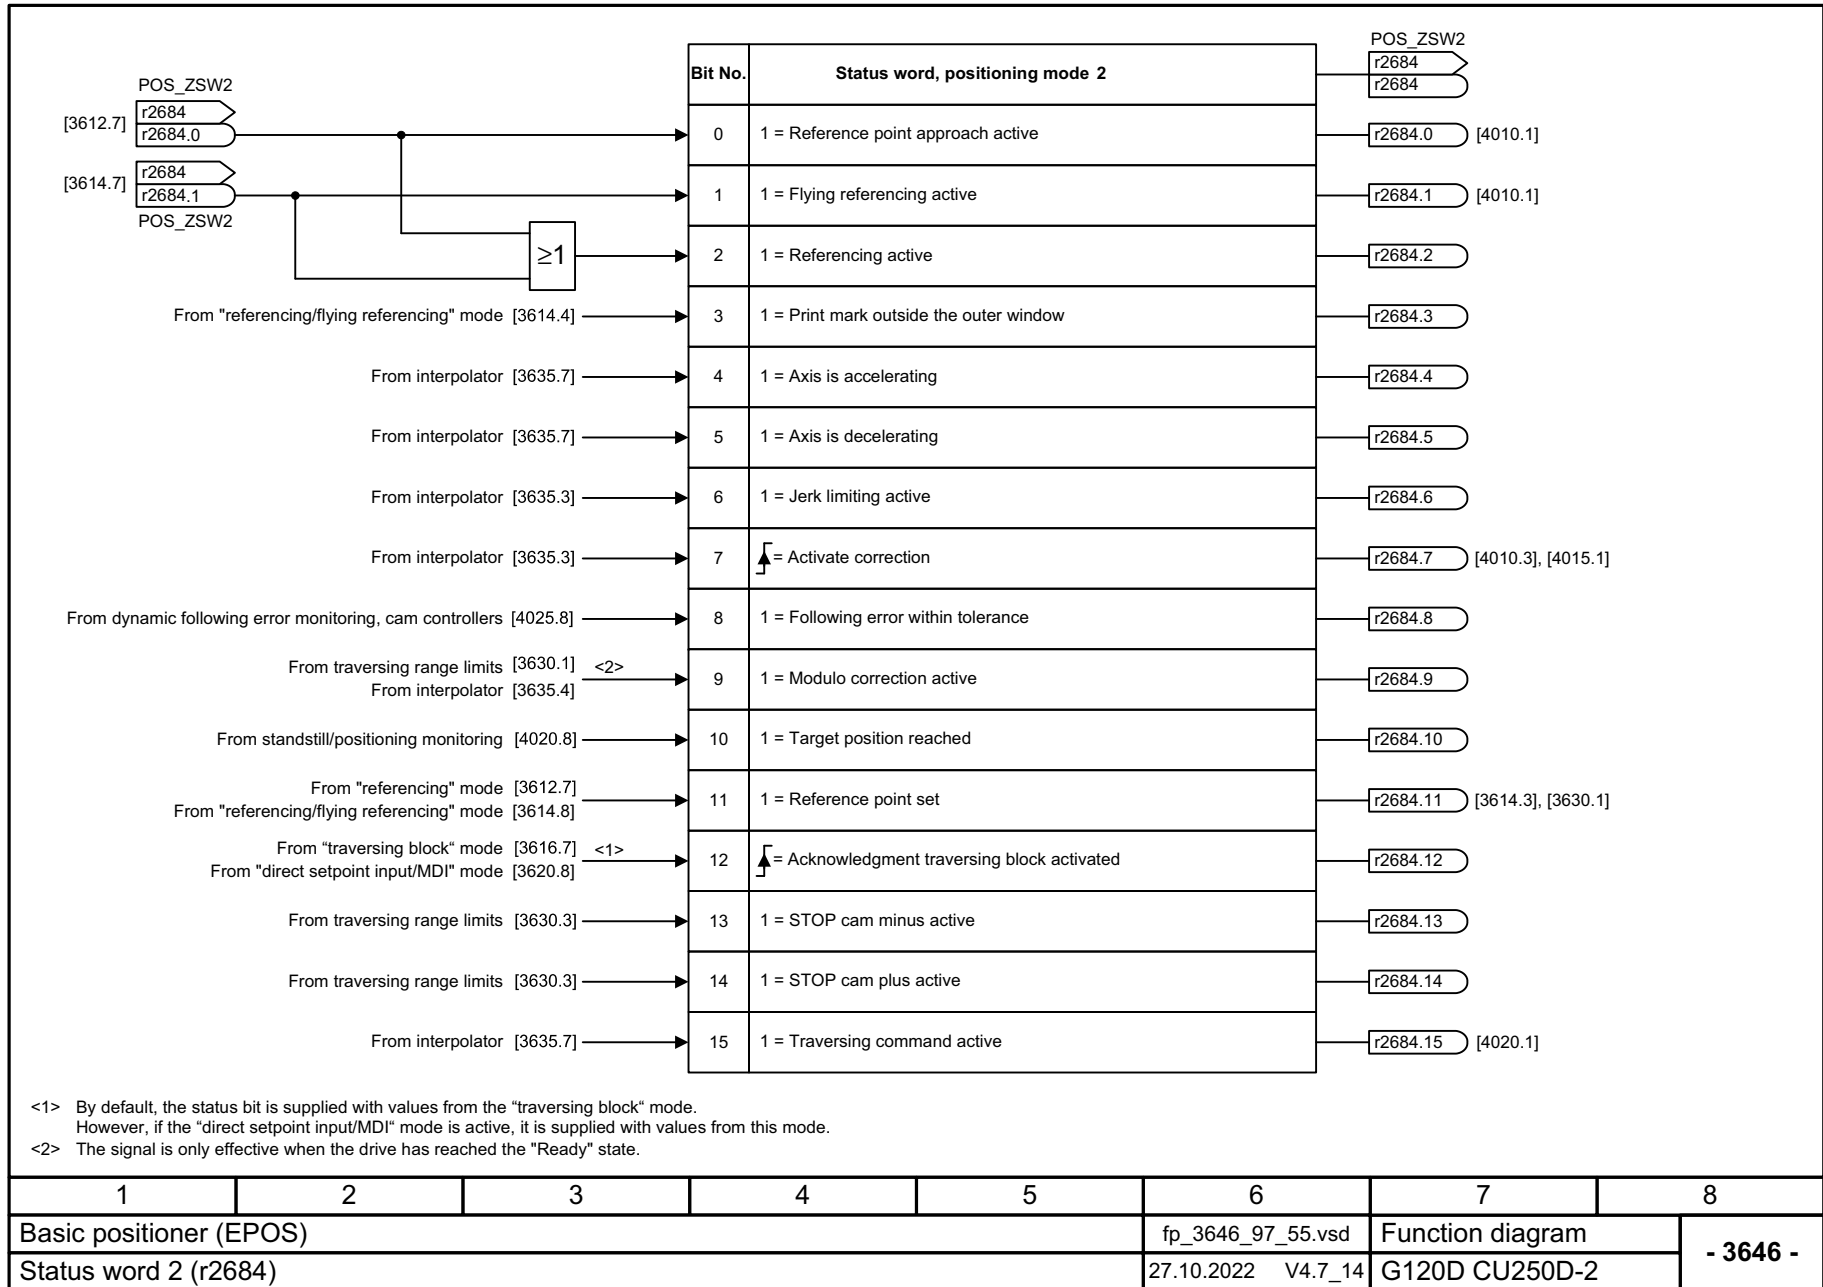 POS_ZSW2
r2684
r2684
Bit No. Status word, positioning mode 2
POS_ZSW2
[3612.7] r2684
r2684.0
0 1 = Reference point approach active r2684.0 [4010.1]
[3614.7] r2684
r2684.1
POS_ZSW2
1 1 = Flying referencing active r2684.1 [4010.1]
≥1 2 1 = Referencing active r2684.2
From "referencing/flying referencing" mode [3614.4] 3 1 = Print mark outside the outer window r2684.3
From interpolator [3635.7] 4 1 = Axis is accelerating r2684.4
From interpolator [3635.7] 5 1 = Axis is decelerating r2684.5
From interpolator [3635.3] 6 1 = Jerk limiting active r2684.6
From interpolator [3635.3] 7 = Activate correction r2684.7 [4010.3], [4015.1]
From dynamic following error monitoring, cam controllers [4025.8] 8 1 = Following error within tolerance r2684.8
From traversing range limits [3630.1] <2>
From interpolator [3635.4]
9 1 = Modulo correction active r2684.9
From standstill/positioning monitoring [4020.8] 10 1 = Target position reached r2684.10
From "referencing" mode [3612.7]
From "referencing/flying referencing" mode [3614.8]
11 1 = Reference point set r2684.11 [3614.3], [3630.1]
From “traversing block“ mode [3616.7] <1>
From "direct setpoint input/MDI" mode [3620.8]
12 = Acknowledgment traversing block activated r2684.12
From traversing range limits [3630.3] 13 1 = STOP cam minus active r2684.13
From traversing range limits [3630.3] 14 1 = STOP cam plus active r2684.14
From interpolator [3635.7] 15 1 = Traversing command active r2684.15 [4020.1]
<1> By default, the status bit is supplied with values from the “traversing block“ mode.
However, if the “direct setpoint input/MDI“ mode is active, it is supplied with values from this mode.
<2> The signal is only effective when the drive has reached the "Ready" state.
1 2 3 4 5 6 7 8
Basic positioner (EPOS) fp_3646_97_55.vsd Function diagram - 3646 -
Status word 2 (r2684) 27.10.2022 V4.7_14 G120D CU250D-2